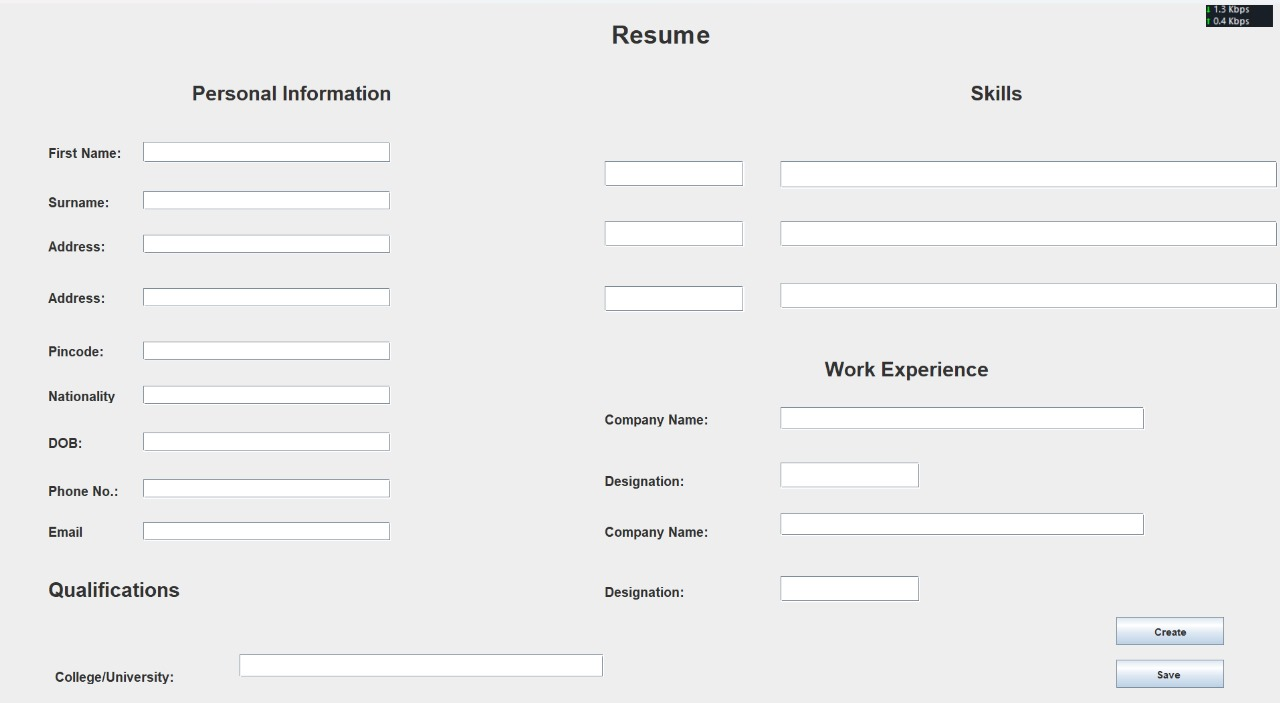 1.3 Kbps
0.4 Kbps
Resume
Personal Information
First Name:
Surname:
Address:
Address:
Pincode:
Nationality
DOB:
Phone No.:
Email
Qualifications
College/University:
Skills
Work Experience
Company Name:
Designation:
Company Name:
Designation:
Create
Save